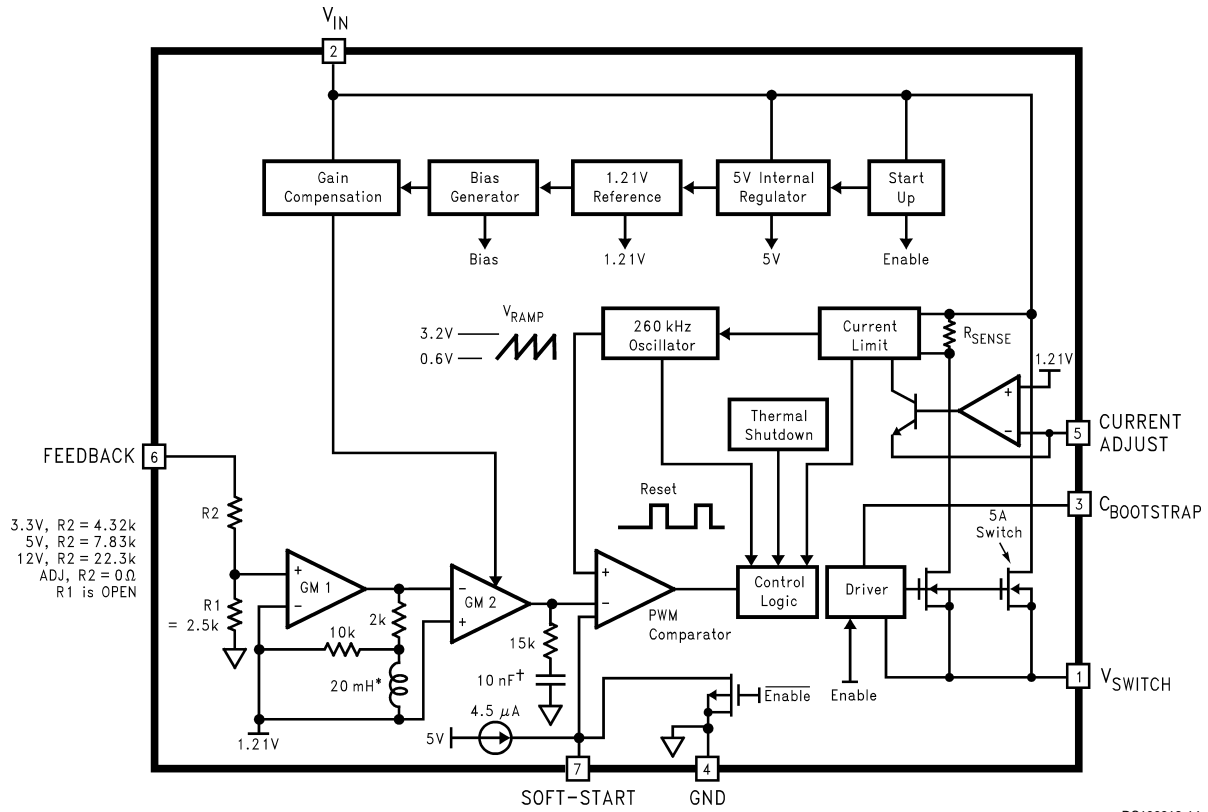 VIN
2
Gain
Compensation
Bias
Generator
1.21V
Reference
5V Internal
Regulator
Start
Up
Bias
1.21V
5V
Enable
VRAMP
3.2V
0.6V
260 kHz
Oscillator
Current
Limit
RSENSE
1.21V
+
−
5
CURRENT
ADJUST
Thermal
Shutdown
FEEDBACK
6
Reset
3
CBOOTSTRAP
5A
Switch
R2
3.3V, R2 = 4.32k
5V, R2 = 7.83k
12V, R2 = 22.3k
ADJ, R2 = 0Ω
R1 is OPEN
R1
= 2.5k
+
−
GM 1
2k
10k
20 mH*
1.21V
−
+
GM 2
15k
10 nF†
+
−
PWM
Comparator
Control
Logic
Driver
Enable
1
VSWITCH
4.5 μA
5V
E̅n̅a̅b̅l̅e̅
7
SOFT-START
4
GND